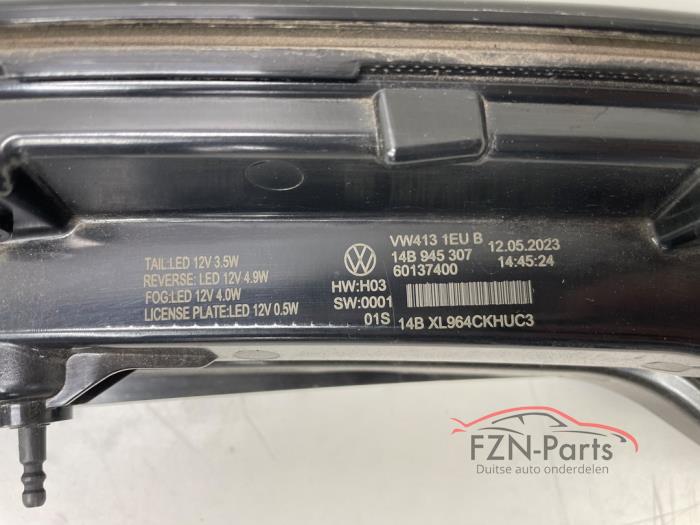 TAIL:LED 12V 3.5W
REVERSE: LED 12V 4.9W
FOG:LED 12V 4.0W
LICENSE PLATE:LED 12V 0.5W
HW:H03
SW:0001
01S
VW413 1EU B 12.05.2023
14B 945 307 14:45:24
60137400
14B XL964CKHUC3
FZN-Parts
Duitse auto onderdelen